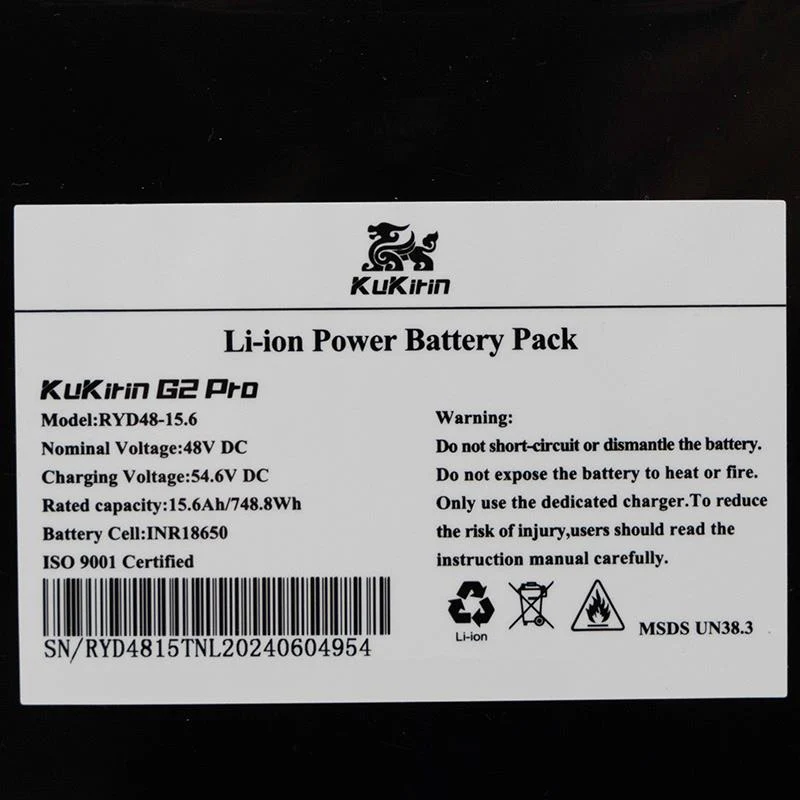 KuKirin
Li-ion Power Battery Pack
KuKirin G2 Pro
Model:RYD48-15.6
Nominal Voltage:48V DC
Charging Voltage:54.6V DC
Rated capacity:15.6Ah/748.8Wh
Battery Cell:INR18650
ISO 9001 Certified
SN/RYD4815TNL20240604954
Warning:
Do not short-circuit or dismantle the battery.
Do not expose the battery to heat or fire.
Only use the dedicated charger.To reduce
the risk of injury,users should read the
instruction manual carefully.
Li-ion
MSDS UN38.3